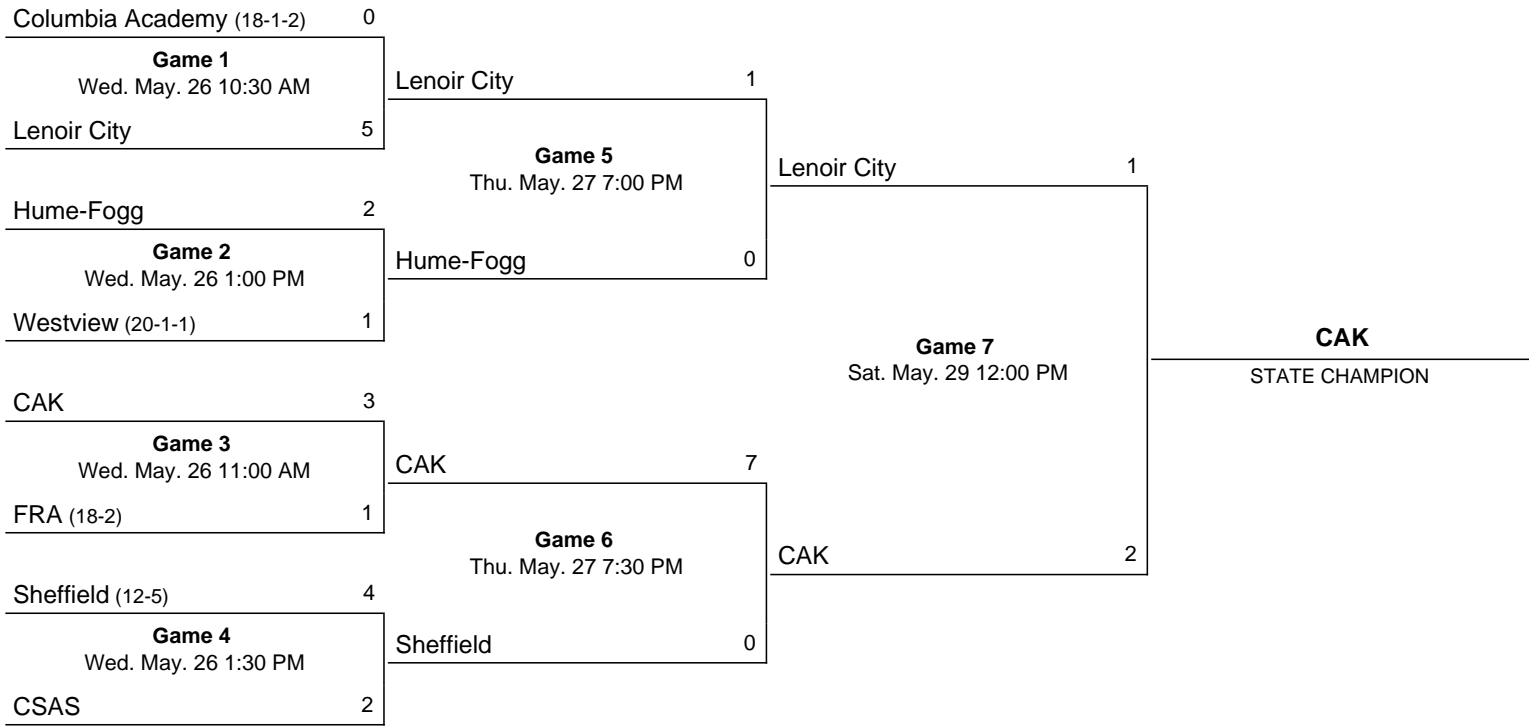 Columbia Academy (18-1-2) 0
Game 1
Wed. May. 26 10:30 AM
Lenoir City 5
Hume-Fogg 2
Game 2
Wed. May. 26 1:00 PM
Westview (20-1-1) 1
CAK 3
Game 3
Wed. May. 26 11:00 AM
FRA (18-2) 1
Sheffield (12-5) 4
Game 4
Wed. May. 26 1:30 PM
CSAS 2
Lenoir City 1
Game 5
Thu. May. 27 7:00 PM
Hume-Fogg 0
CAK 7
Game 6
Thu. May. 27 7:30 PM
Sheffield 0
Lenoir City 1
Game 7
Sat. May. 29 12:00 PM
CAK 2
CAK
STATE CHAMPION